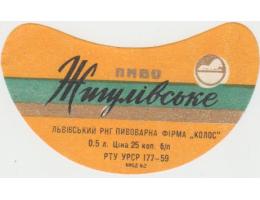 ПИВО
Жигулівське
ЛЬВІВСЬКИЙ РНГ ПИВОВАРНА ФІРМА „КОЛОС"
0.5 л. Ціна 25 коп. б/п
РТУ УРСР 177-59